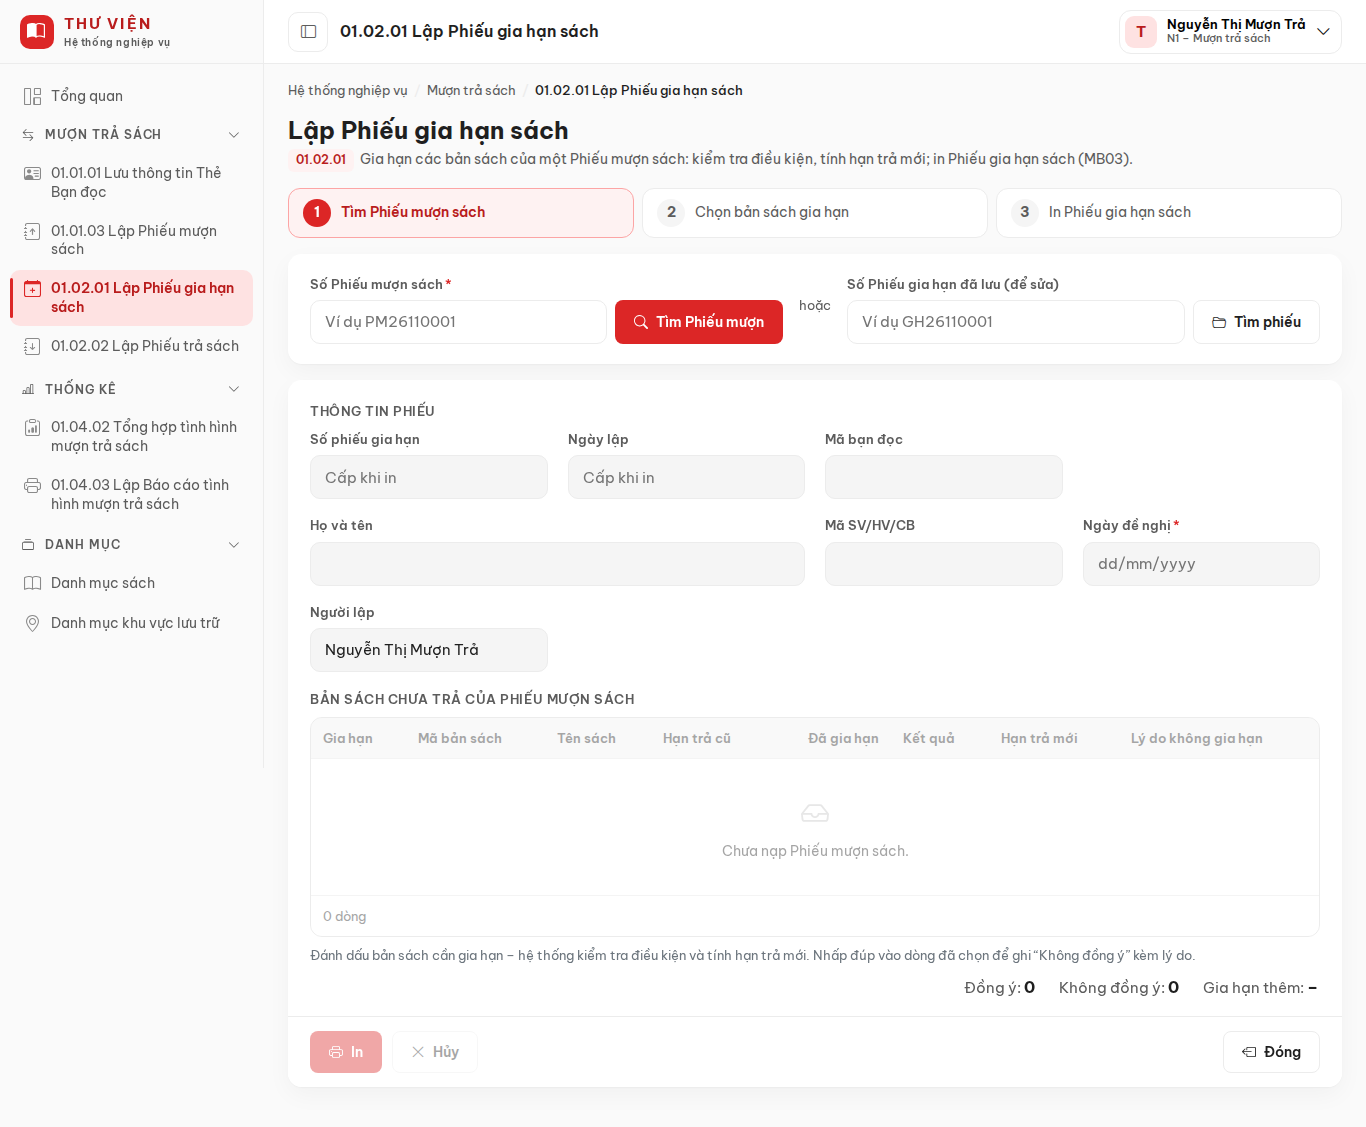 THƯ VIỆN
Hệ thống nghiệp vụ
01.02.01 Lập Phiếu gia hạn sách
T
Nguyễn Thị Mượn Trả
N1 – Mượn trả sách
Tổng quan
MƯỢN TRẢ SÁCH
01.01.01 Lưu thông tin Thẻ
Bạn đọc
01.01.03 Lập Phiếu mượn
sách
01.02.01 Lập Phiếu gia hạn
sách
01.02.02 Lập Phiếu trả sách
THỐNG KÊ
01.04.02 Tổng hợp tình hình
mượn trả sách
01.04.03 Lập Báo cáo tình
hình mượn trả sách
DANH MỤC
Danh mục sách
Danh mục khu vực lưu trữ
Hệ thống nghiệp vụ / Mượn trả sách / 01.02.01 Lập Phiếu gia hạn sách
Lập Phiếu gia hạn sách
01.02.01 Gia hạn các bản sách của một Phiếu mượn sách: kiểm tra điều kiện, tính hạn trả mới; in Phiếu gia hạn sách (MB03).
1 Tìm Phiếu mượn sách
2 Chọn bản sách gia hạn
3 In Phiếu gia hạn sách
Số Phiếu mượn sách *
Ví dụ PM26110001
Tìm Phiếu mượn
hoặc
Số Phiếu gia hạn đã lưu (để sửa)
Ví dụ GH26110001
Tìm phiếu
THÔNG TIN PHIẾU
Số phiếu gia hạn
Cấp khi in
Ngày lập
Cấp khi in
Mã bạn đọc
Họ và tên
Mã SV/HV/CB
Ngày đề nghị *
dd/mm/yyyy
Người lập
Nguyễn Thị Mượn Trả
BẢN SÁCH CHƯA TRẢ CỦA PHIẾU MƯỢN SÁCH
Gia hạn Mã bản sách Tên sách Hạn trả cũ Đã gia hạn Kết quả Hạn trả mới Lý do không gia hạn
Chưa nạp Phiếu mượn sách.
0 dòng
Đánh dấu bản sách cần gia hạn – hệ thống kiểm tra điều kiện và tính hạn trả mới. Nhấp đúp vào dòng đã chọn để ghi “Không đồng ý” kèm lý do.
Đồng ý: 0 Không đồng ý: 0 Gia hạn thêm: –
In
Hủy
Đóng